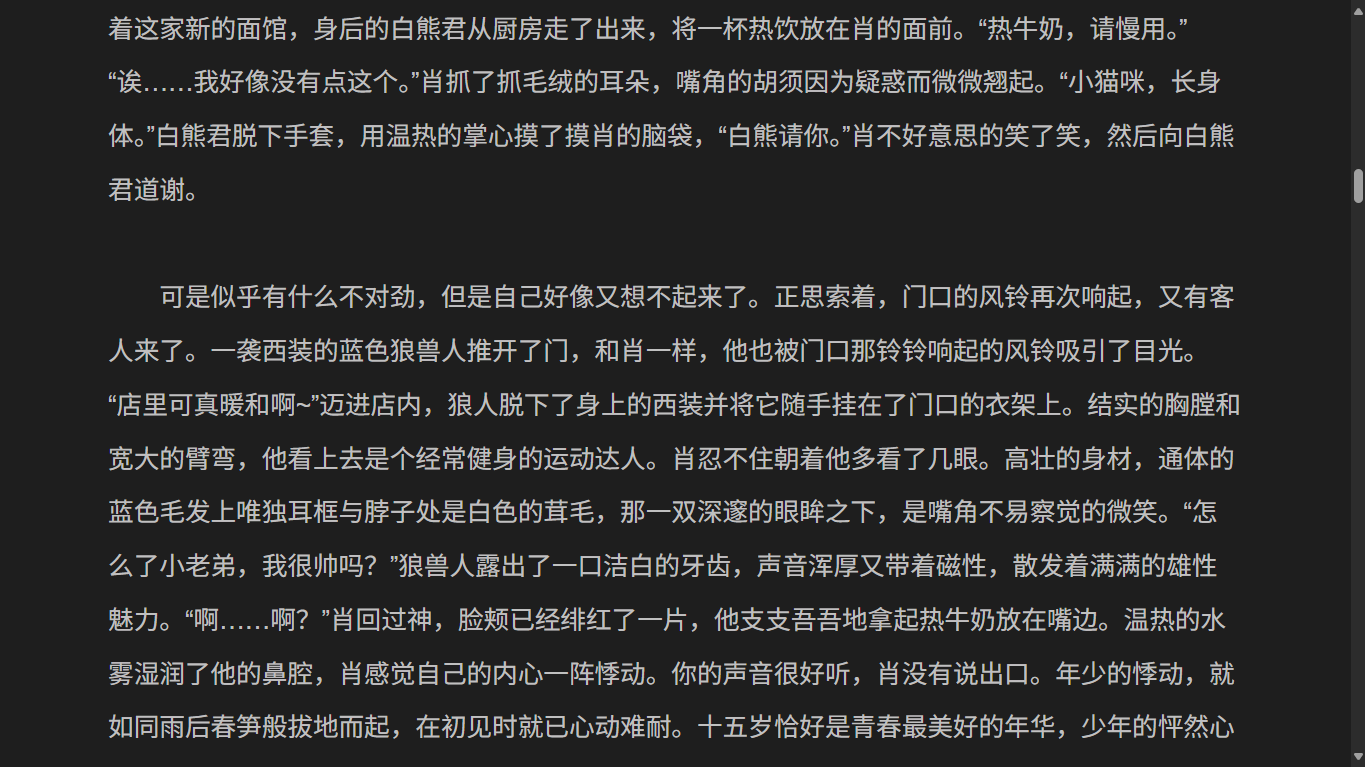 着这家新的面馆，身后的白熊君从厨房走了出来，将一杯热饮放在肖的面前。“热牛奶，请慢用。”
“诶……我好像没有点这个。”肖抓了抓毛绒的耳朵，嘴角的胡须因为疑惑而微微翘起。“小猫咪，长身
体。”白熊君脱下手套，用温热的掌心摸了摸肖的脑袋，“白熊请你。”肖不好意思的笑了笑，然后向白熊
君道谢。
可是似乎有什么不对劲，但是自己好像又想不起来了。正思索着，门口的风铃再次响起，又有客
人来了。一袭西装的蓝色狼兽人推开了门，和肖一样，他也被门口那铃铃响起的风铃吸引了目光。
“店里可真暖和啊~”迈进店内，狼人脱下了身上的西装并将它随手挂在了门口的衣架上。结实的胸膛和
宽大的臂弯，他看上去是个经常健身的运动达人。肖忍不住朝着他多看了几眼。高壮的身材，通体的
蓝色毛发上唯独耳框与脖子处是白色的茸毛，那一双深邃的眼眸之下，是嘴角不易察觉的微笑。“怎
么了小老弟，我很帅吗？”狼兽人露出了一口洁白的牙齿，声音浑厚又带着磁性，散发着满满的雄性
魅力。“啊……啊？”肖回过神，脸颊已经绯红了一片，他支支吾吾地拿起热牛奶放在嘴边。温热的水
雾湿润了他的鼻腔，肖感觉自己的内心一阵悸动。你的声音很好听，肖没有说出口。年少的悸动，就
如同雨后春笋般拔地而起，在初见时就已心动难耐。十五岁恰好是青春最美好的年华，少年的怦然心